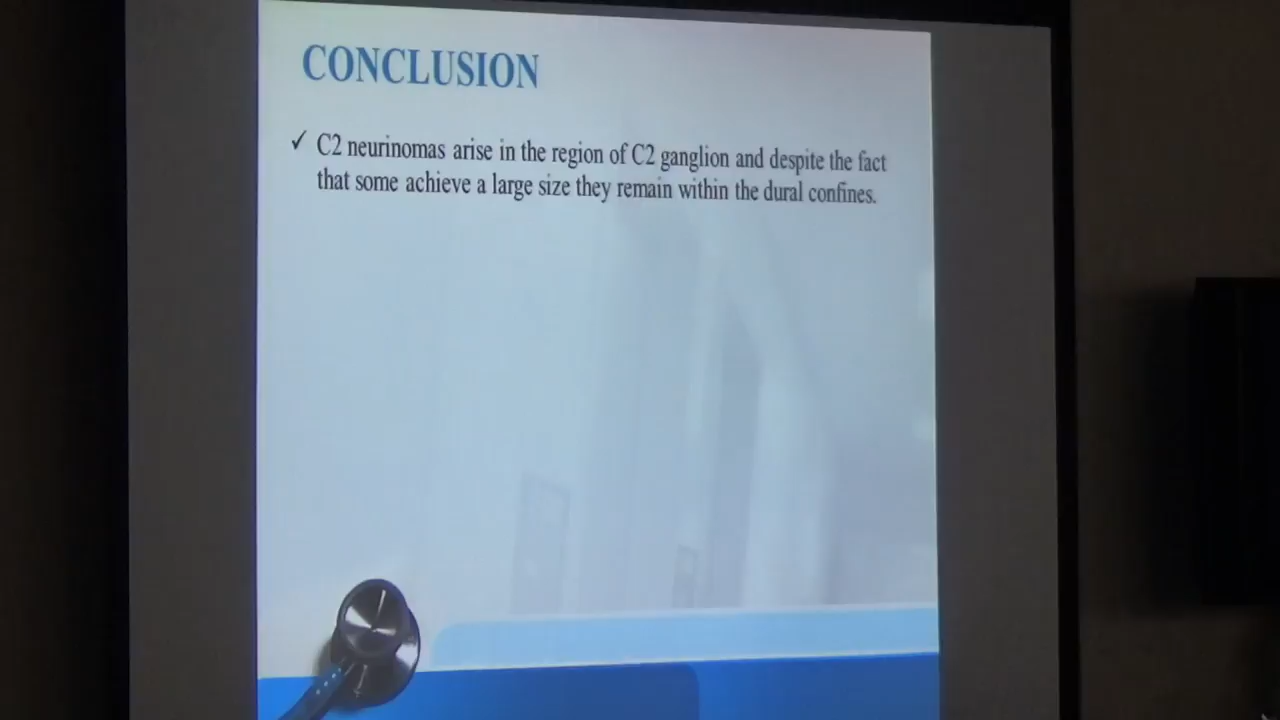 CONCLUSION
✓ C2 neurinomas arise in the region of C2 ganglion and despite the fact
that some achieve a large size they remain within the dural confines.